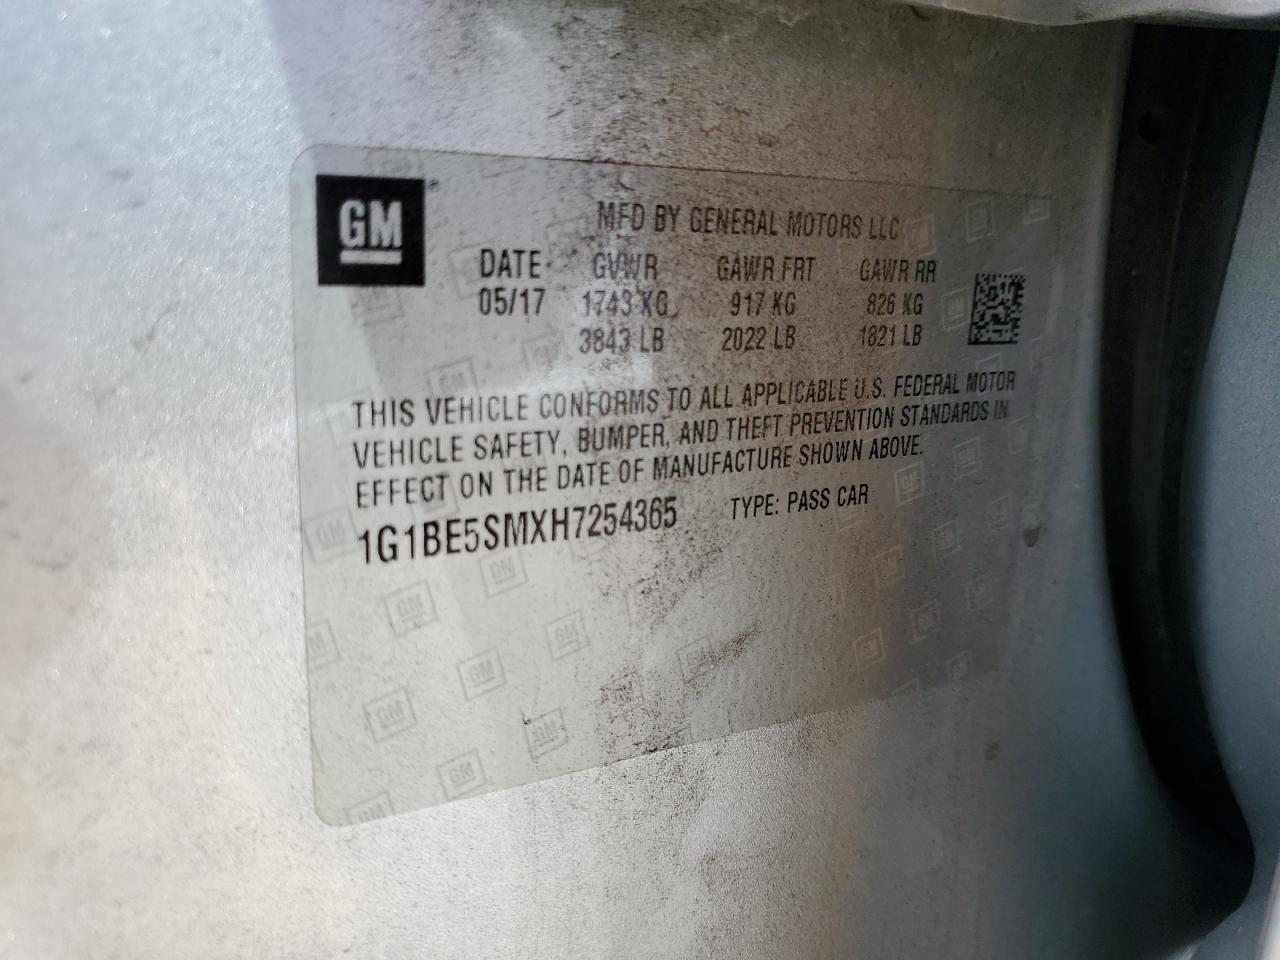 GM
MFD BY GENERAL MOTORS LLC
DATE GVWR GAWR FRT GAWR RR
05/17 1743 KG 917 KG 826 KG
3843 LB 2022 LB 1821 LB
THIS VEHICLE CONFORMS TO ALL APPLICABLE U.S. FEDERAL MOTOR
VEHICLE SAFETY, BUMPER, AND THEFT PREVENTION STANDARDS IN
EFFECT ON THE DATE OF MANUFACTURE SHOWN ABOVE.
1G1BE5SMXH7254365 TYPE: PASS CAR